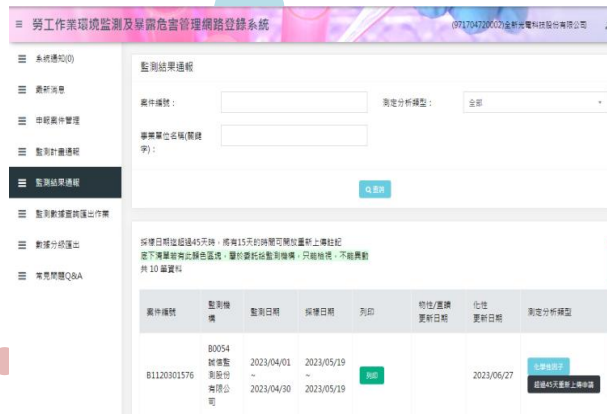 勞工作業環境監測及暴露危害管理網路登錄系統
(971704720002)全新光電科技股份有限公司
系統通知(0)
最新消息
申報案件管理
監測計畫通報
監測結果通報
監測數據查詢匯出作業
數據分級匯出
常見問題Q&A
監測結果通報
案件編號：
測定分析類型：
全部
事業單位名稱(關鍵
字)：
查詢
採樣日期迄超過45天時，將有15天的時間可開放重新上傳註記
底下清單若有此顏色區塊，屬於委託給監測機構，只能檢視，不能異動
共 10 筆資料
案件編號
監測機
構
監測日期
採樣日期
列印
物性/直讀
更新日期
化性
更新日期
測定分析類型
B1120301576
B0054
誠信監
測股份
有限公
司
2023/04/01
~
2023/04/30
2023/05/19
~
2023/05/19
列印
2023/06/27
化學性因子
超過45天重新上傳申請